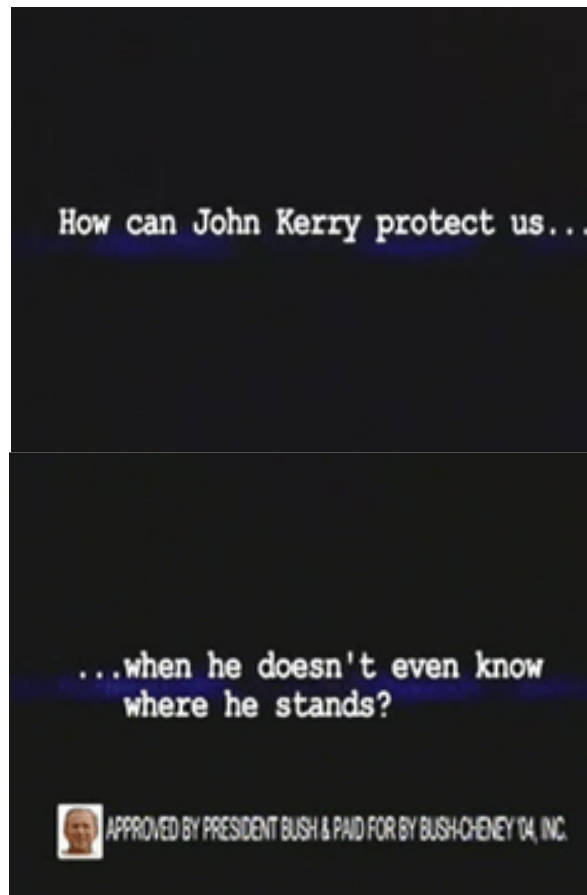 How can John Kerry protect us...
...when he doesn't even know
where he stands?
APPROVED BY PRESIDENT BUSH & PAID FOR BY BUSH-CHENEY '04, INC.